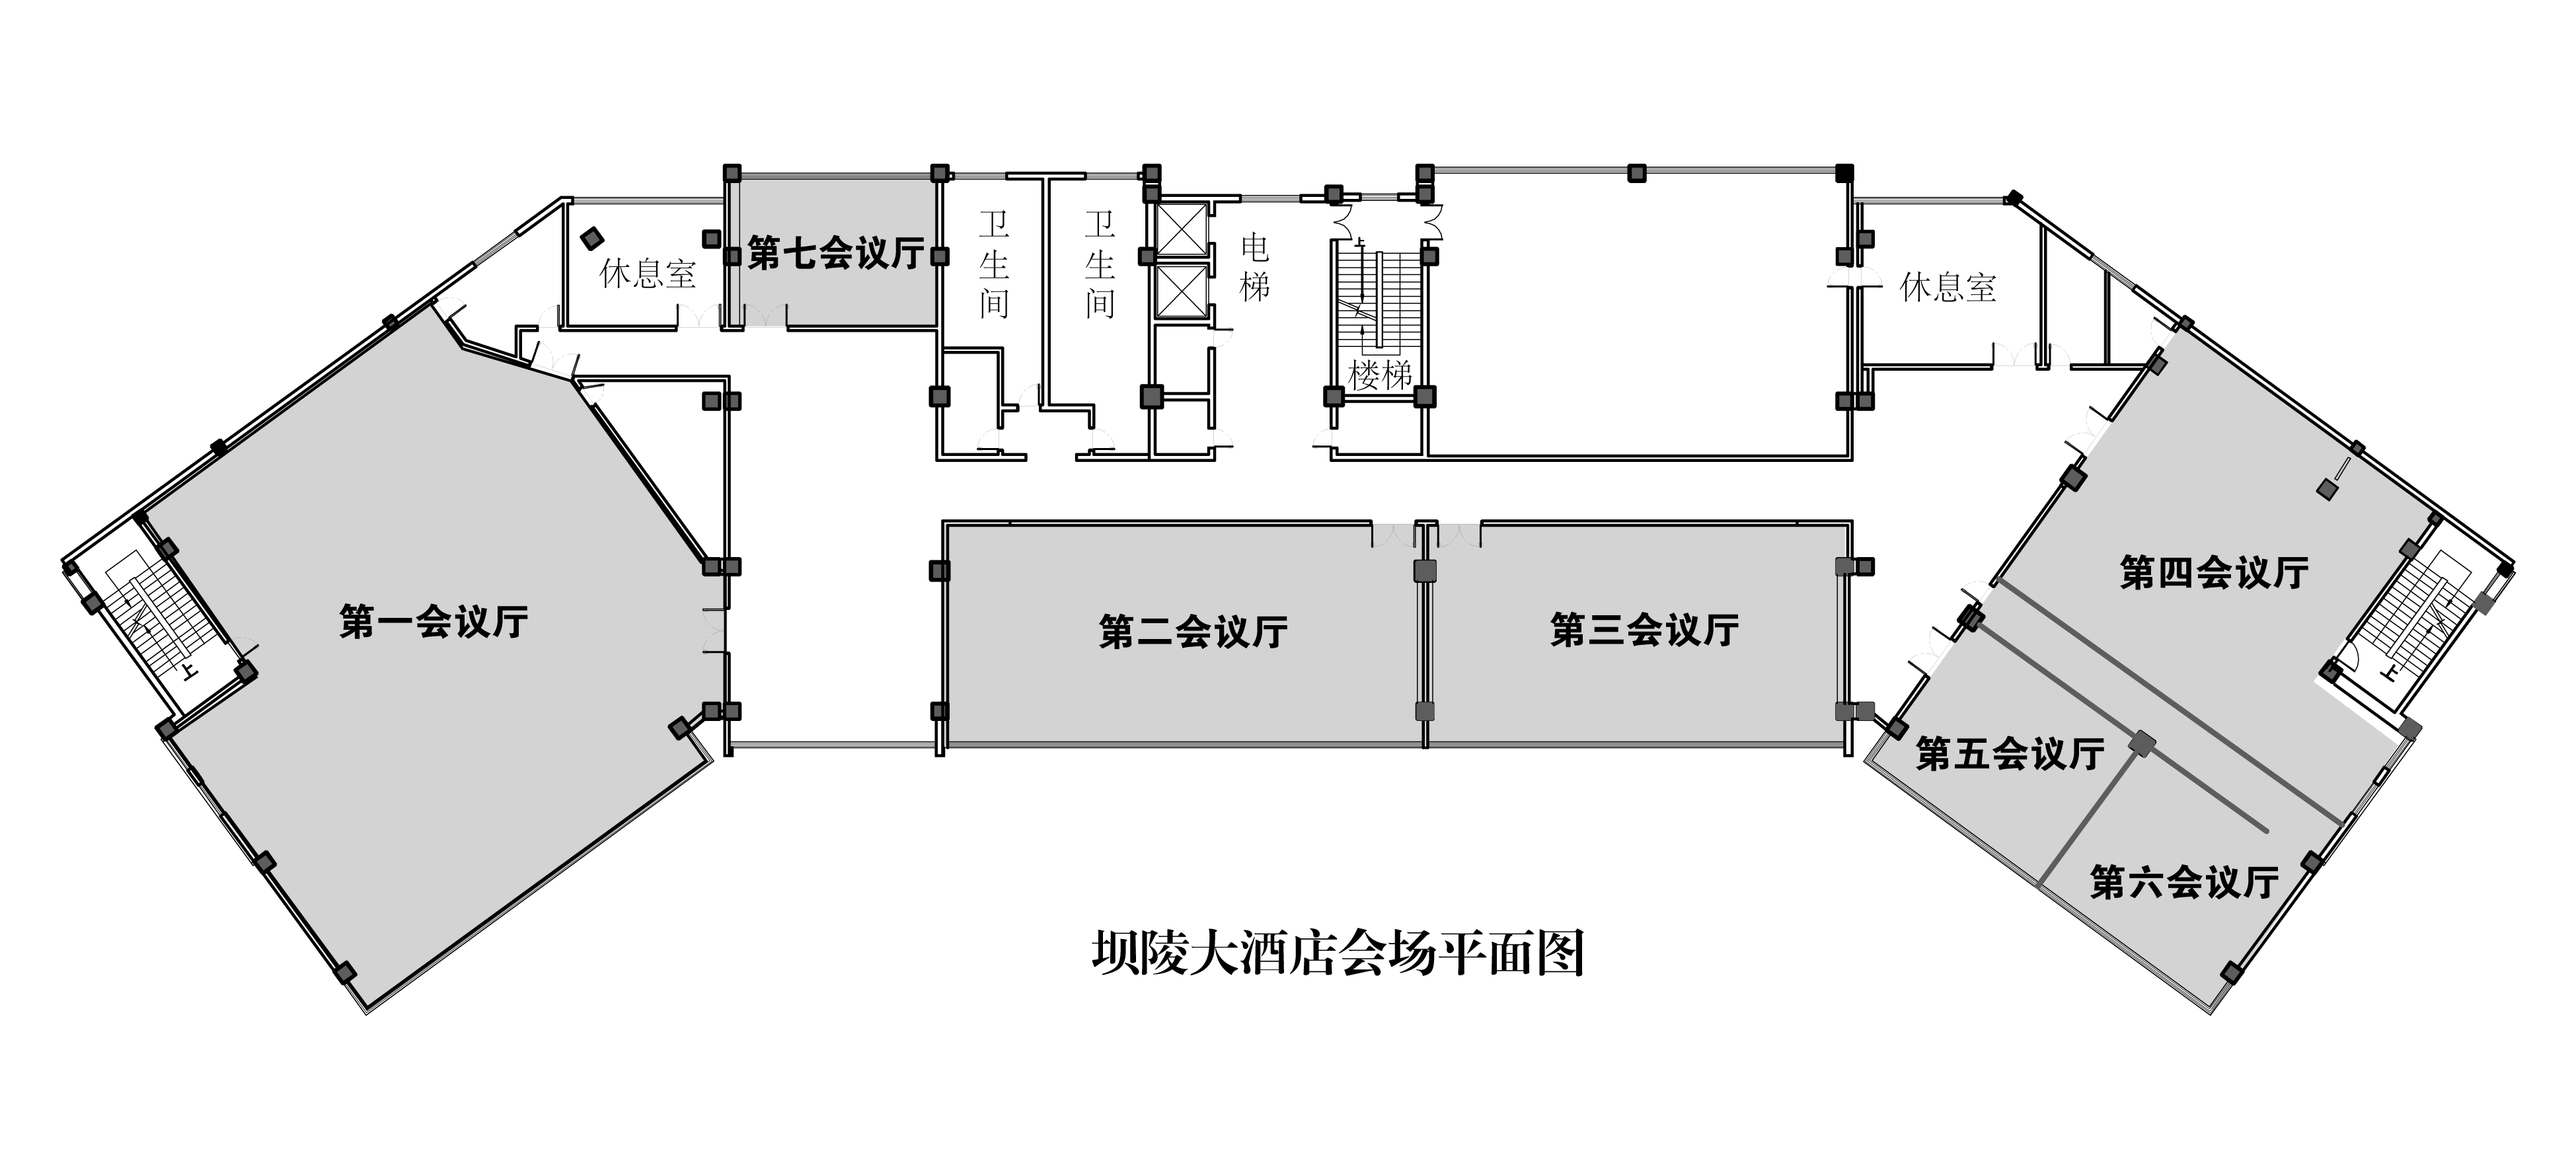 第七会议厅
卫生间
卫生间
电梯
休息室
休息室
上
楼梯
第一会议厅
第二会议厅
第三会议厅
第四会议厅
上
上
第五会议厅
第六会议厅
坝陵大酒店会场平面图